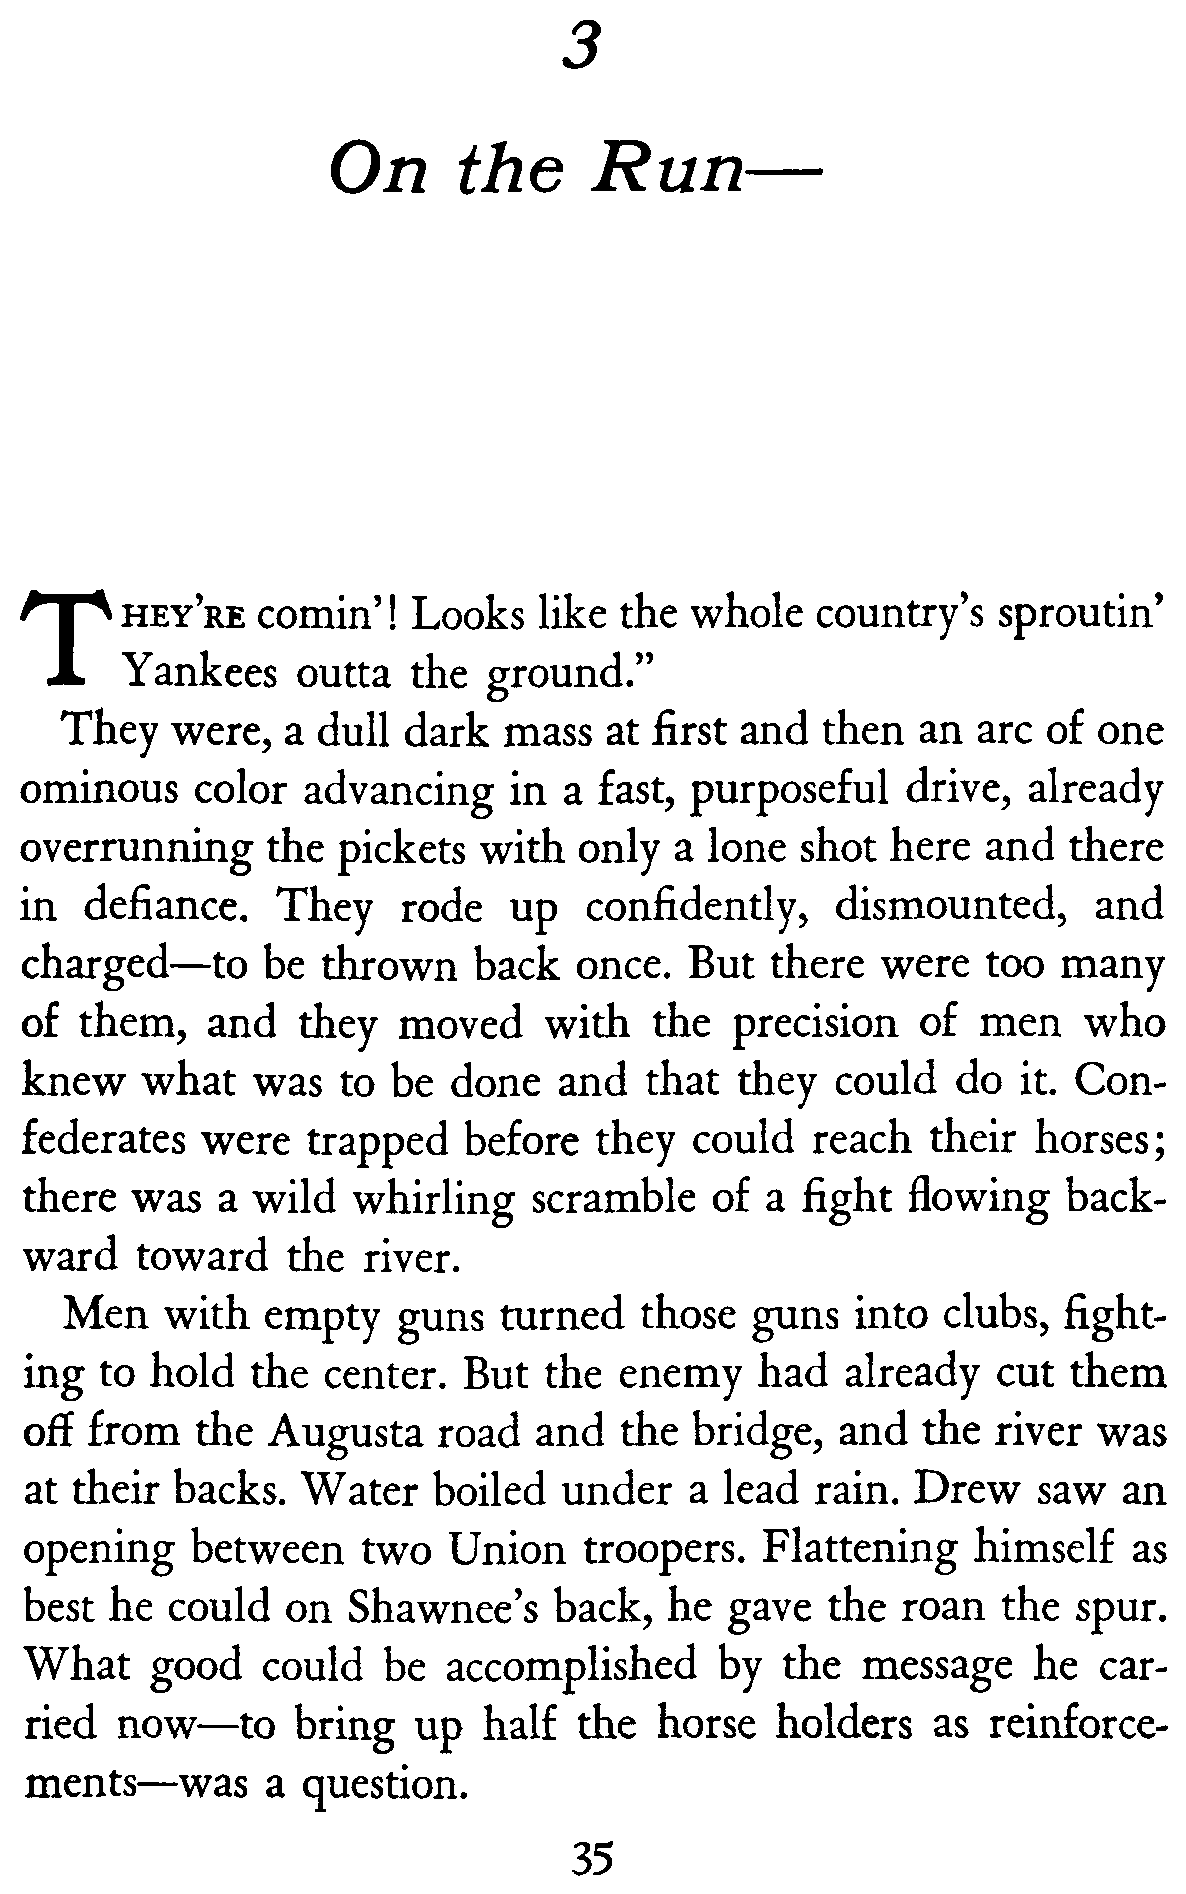 3
On the Run—
THEY'RE comin'! Looks like the whole country's sproutin'
Yankees outta the ground."
They were, a dull dark mass at first and then an arc of one
ominous color advancing in a fast, purposeful drive, already
overrunning the pickets with only a lone shot here and there
in defiance. They rode up confidently, dismounted, and
charged—to be thrown back once. But there were too many
of them, and they moved with the precision of men who
knew what was to be done and that they could do it. Con-
federates were trapped before they could reach their horses;
there was a wild whirling scramble of a fight flowing back-
ward toward the river.
Men with empty guns turned those guns into clubs, fight-
ing to hold the center. But the enemy had already cut them
off from the Augusta road and the bridge, and the river was
at their backs. Water boiled under a lead rain. Drew saw an
opening between two Union troopers. Flattening himself as
best he could on Shawnee's back, he gave the roan the spur.
What good could be accomplished by the message he car-
ried now—to bring up half the horse holders as reinforce-
ments—was a question.
35